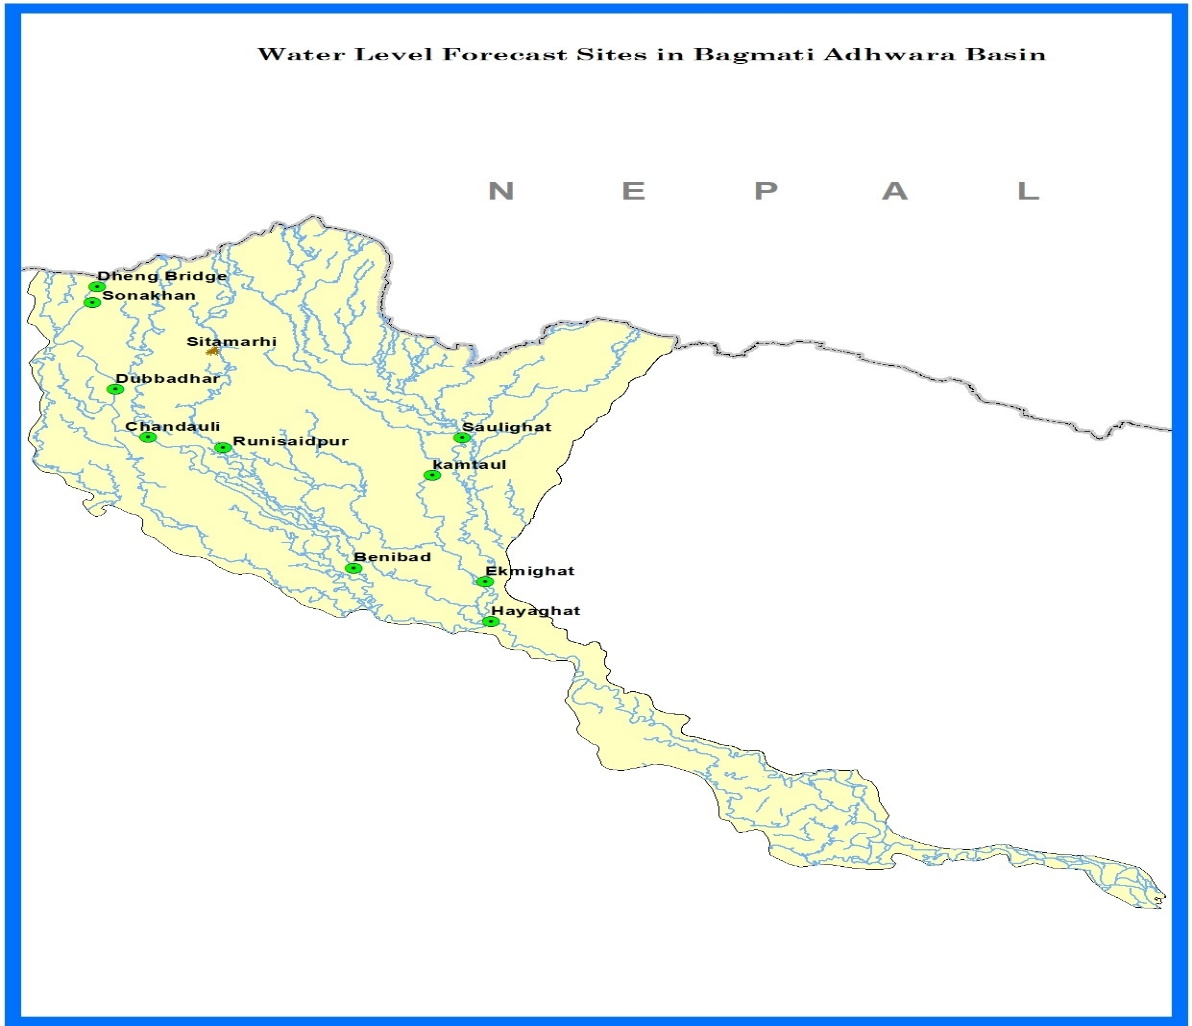 Water Level Forecast Sites in Bagmati Adhwara Basin
N E P A L
Dheng Bridge
Sonakhan
Sitamarhi
Dubbadhar
Chandauli
Saulighat
Runisaidpur
kamtaul
Benibad
Ekmighat
Hayaghat